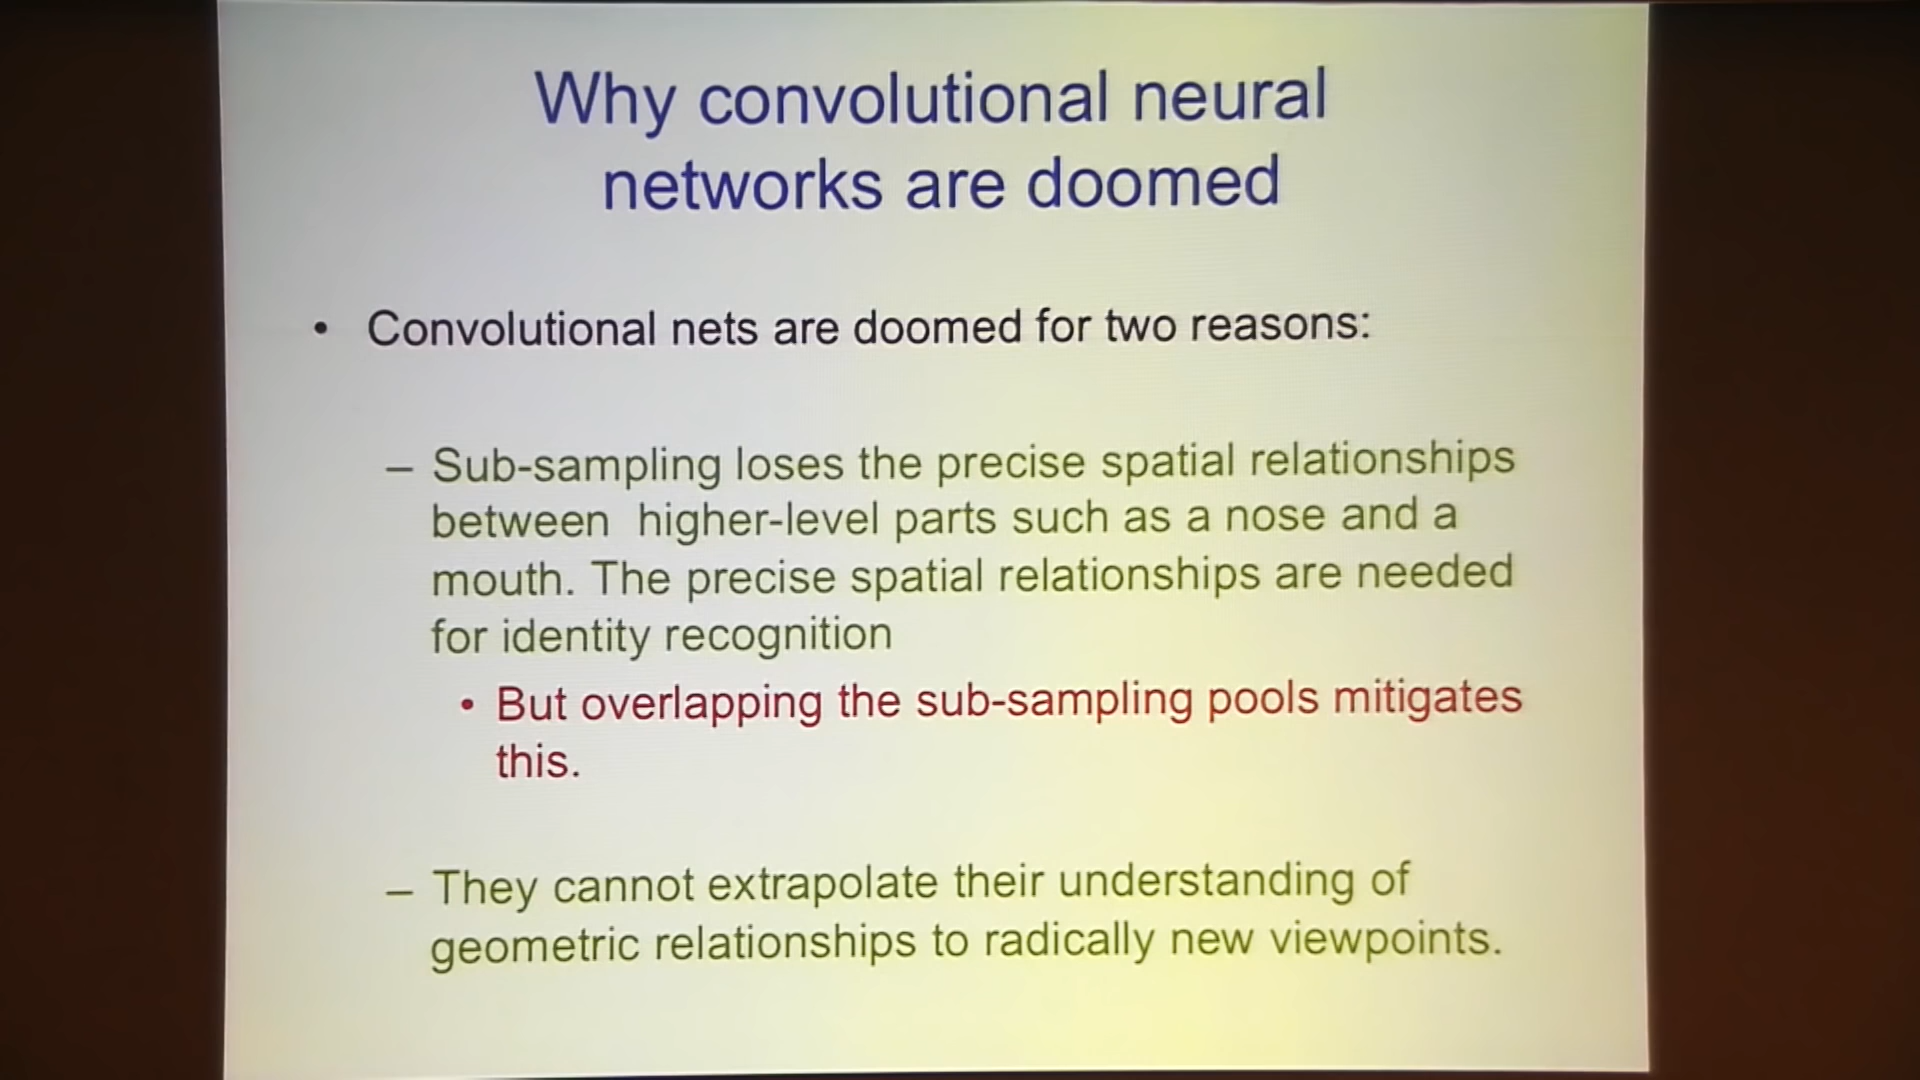 Why convolutional neural
networks are doomed
• Convolutional nets are doomed for two reasons:
– Sub-sampling loses the precise spatial relationships
between higher-level parts such as a nose and a
mouth. The precise spatial relationships are needed
for identity recognition
• But overlapping the sub-sampling pools mitigates
this.
– They cannot extrapolate their understanding of
geometric relationships to radically new viewpoints.